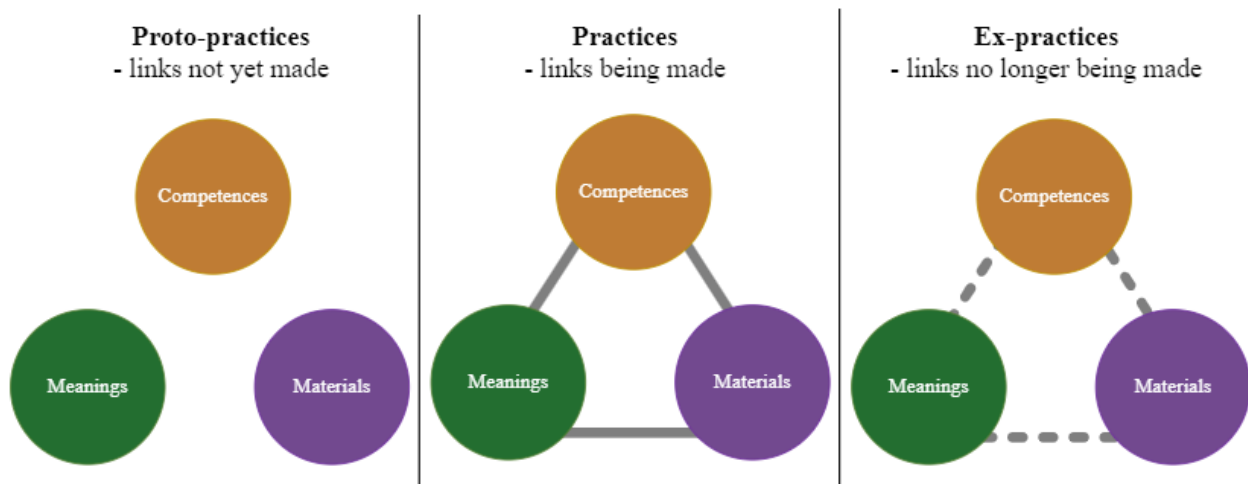 Proto-practices
- links not yet made
Competences
Meanings
Materials
Practices
- links being made
Competences
Meanings
Materials
Ex-practices
- links no longer being made
Competences
Meanings
Materials